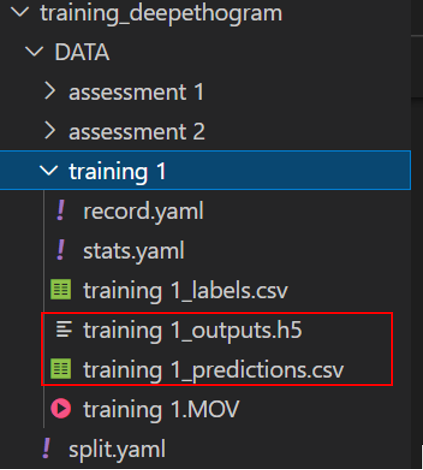 training_deepethogram
DATA
assessment 1
assessment 2
training 1
! record.yaml
! stats.yaml
training 1_labels.csv
training 1_outputs.h5
training 1_predictions.csv
training 1.MOV
! split.yaml